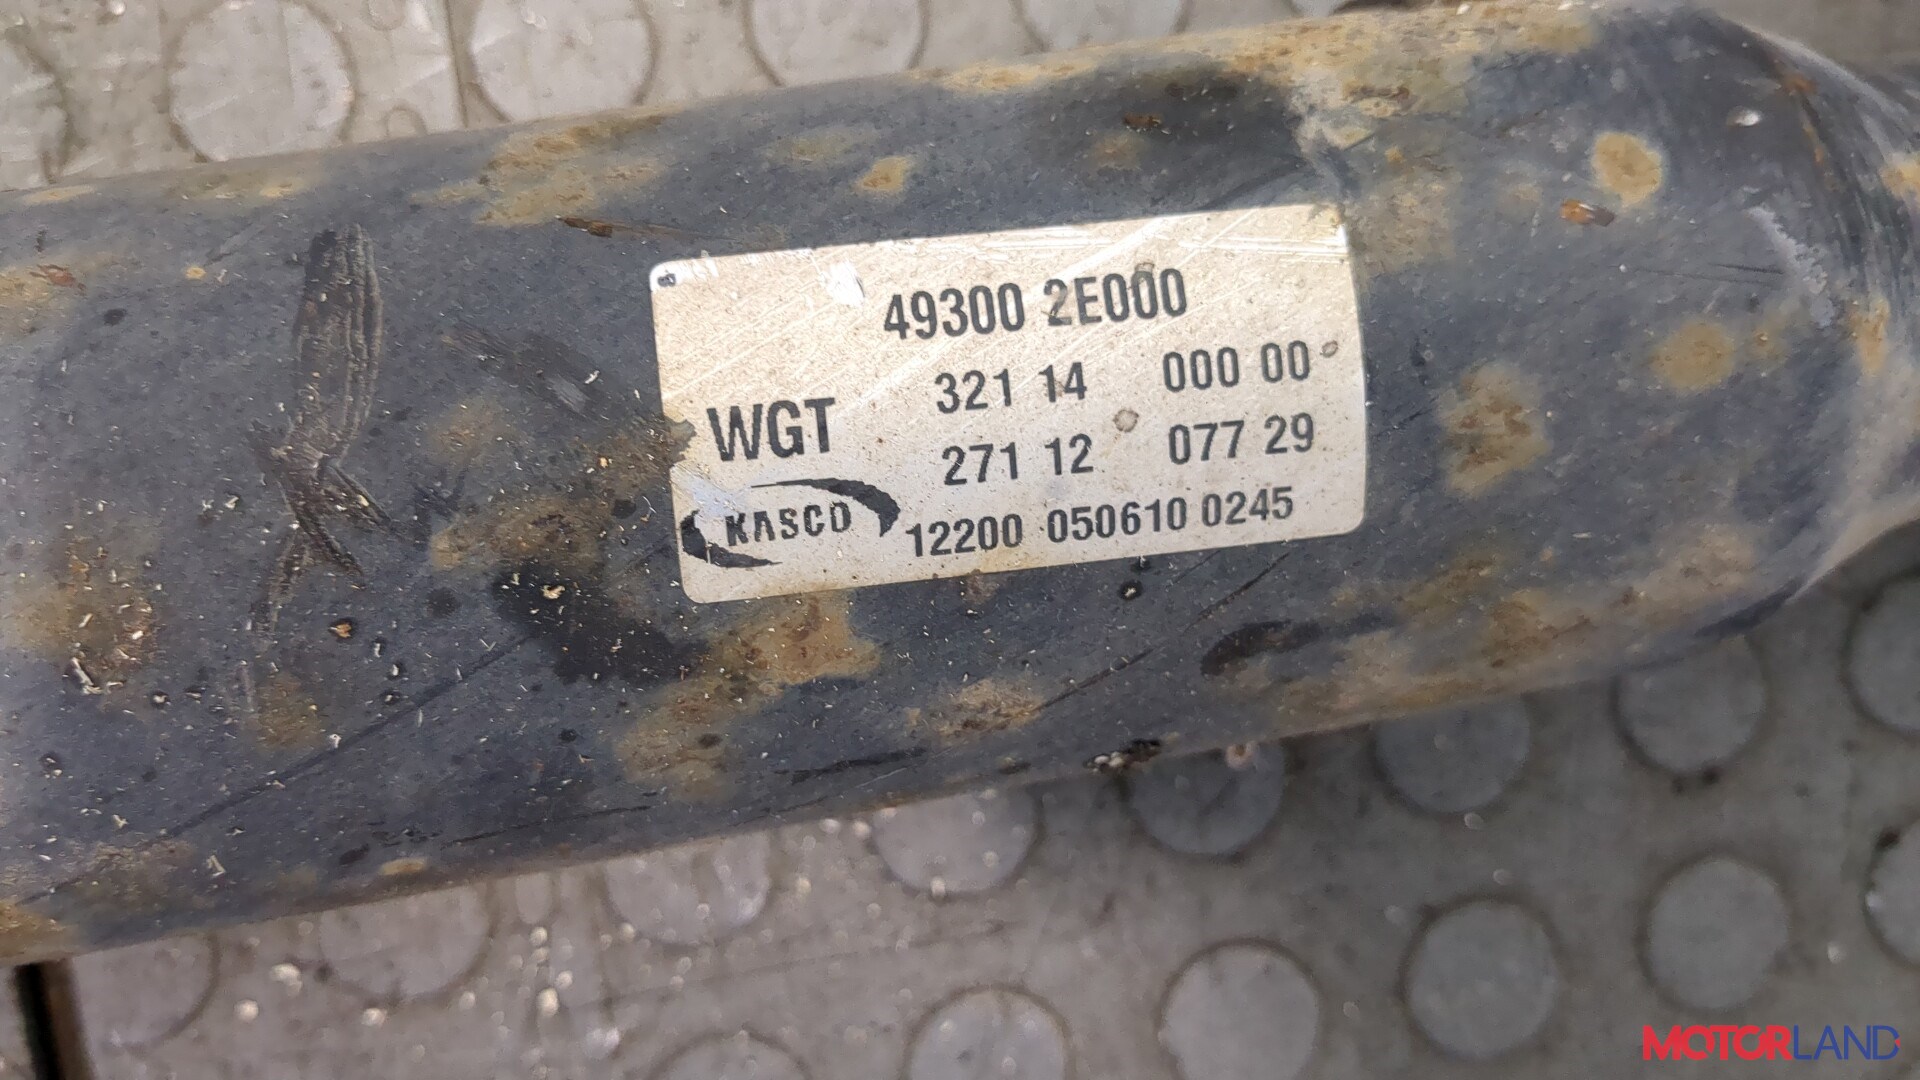 49300 2E000
321 14 000 00
WGT
271 12 077 29
KASCO
12200 050610 0245
MOTORLAND